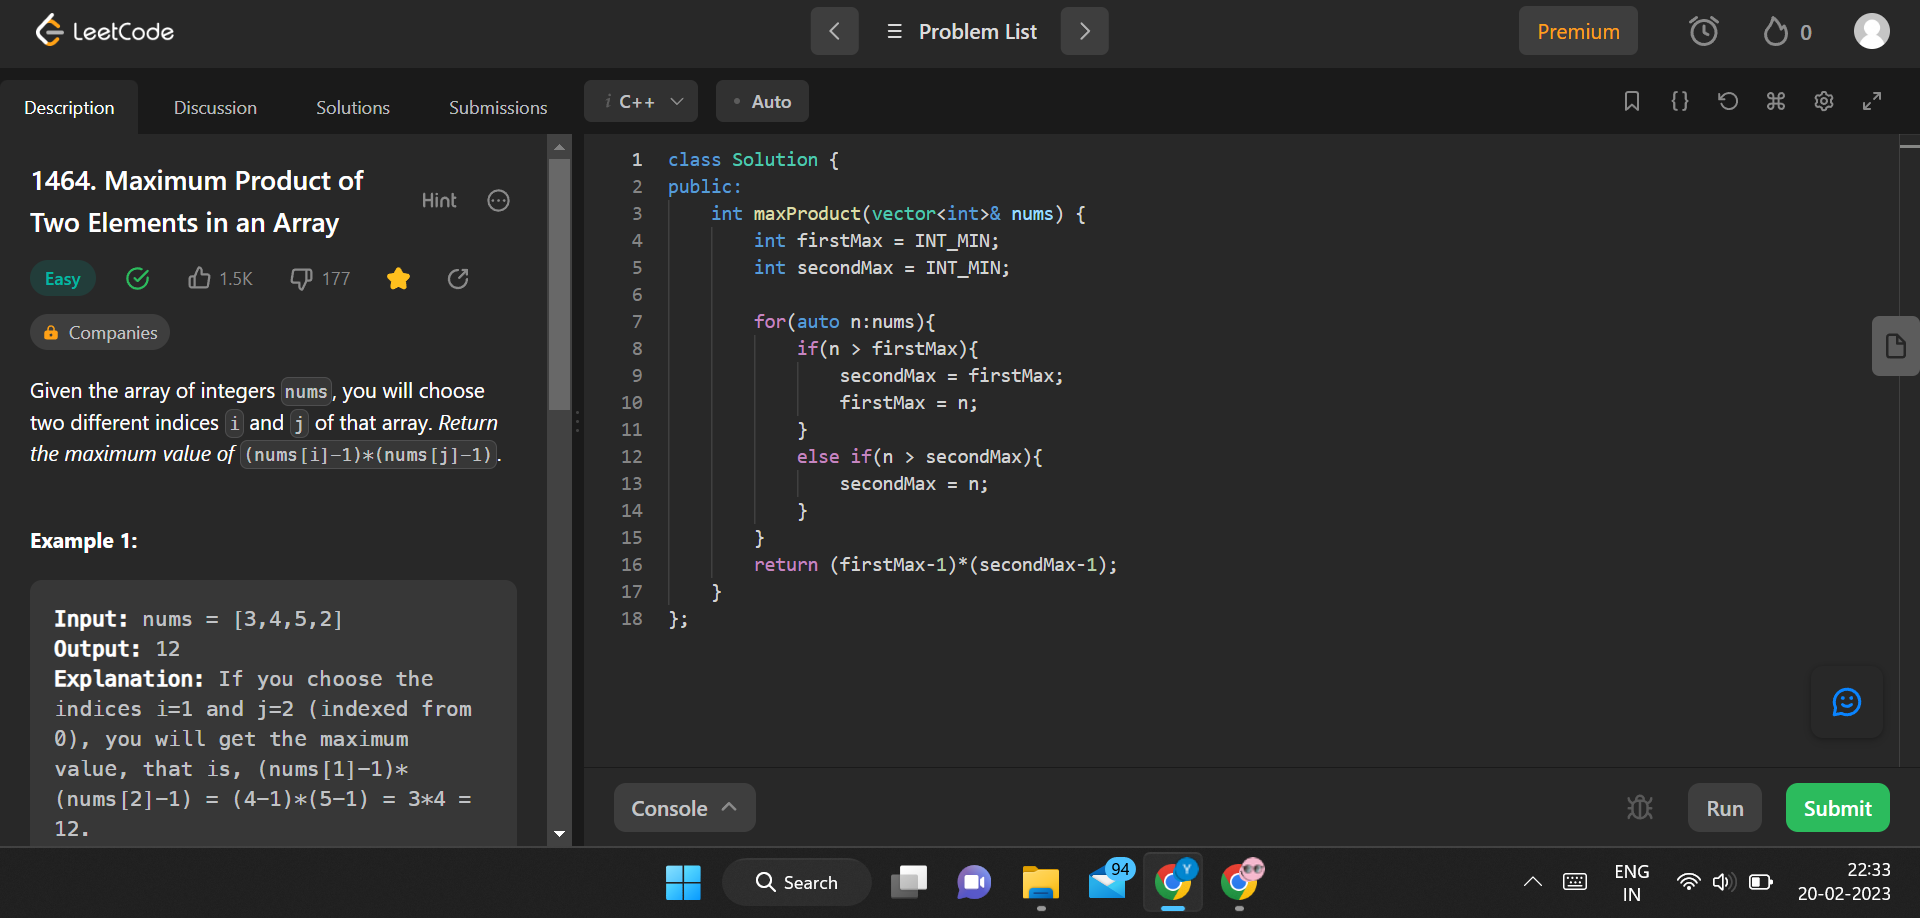 LeetCode
Problem List
Premium
0
Description
Discussion
Solutions
Submissions
i C++
Auto
1464. Maximum Product of
Two Elements in an Array
Hint
Easy
1.5K
177
Companies
Given the array of integers nums, you will choose
two different indices i and j of that array. Return
the maximum value of (nums[i]-1)*(nums[j]-1).
Example 1:
Input: nums = [3,4,5,2]
Output: 12
Explanation: If you choose the
indices i=1 and j=2 (indexed from
0), you will get the maximum
value, that is, (nums[1]-1)*
(nums[2]-1) = (4-1)*(5-1) = 3*4 =
12.
1 class Solution {
2 public:
3     int maxProduct(vector<int>& nums) {
4         int firstMax = INT_MIN;
5         int secondMax = INT_MIN;
6
7         for(auto n:nums){
8             if(n > firstMax){
9                 secondMax = firstMax;
10                 firstMax = n;
11             }
12             else if(n > secondMax){
13                 secondMax = n;
14             }
15         }
16         return (firstMax-1)*(secondMax-1);
17     }
18 };
Console
Run
Submit
Search
94
Y
ENG
IN
22:33
20-02-2023